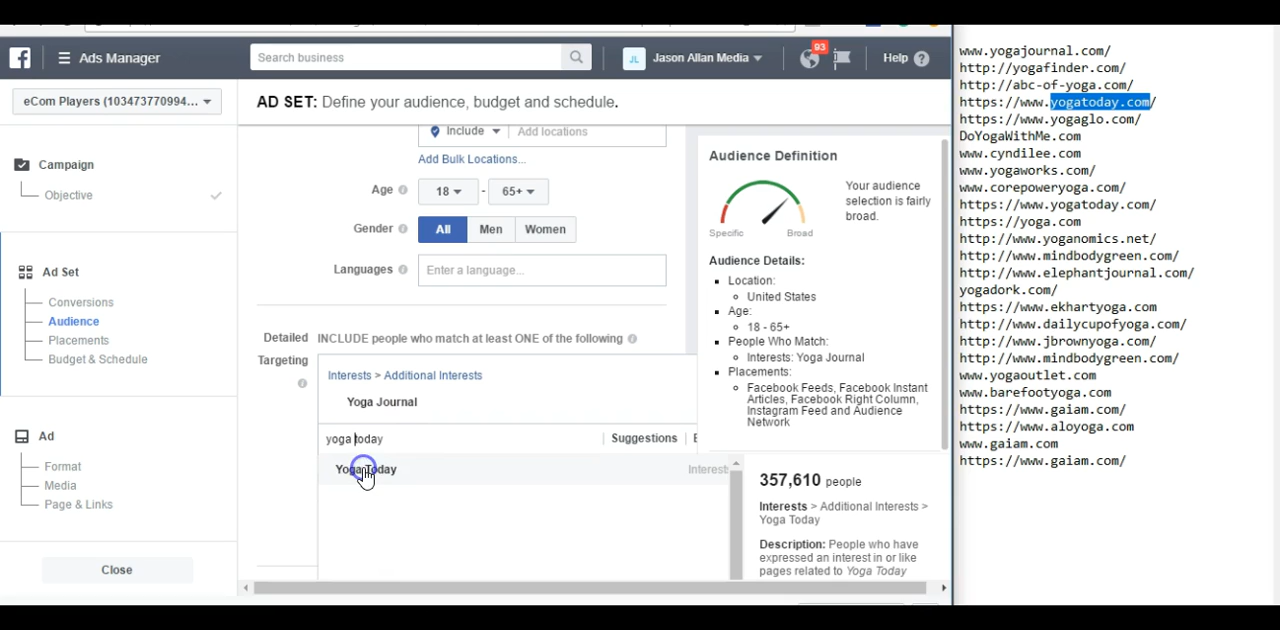 Ads Manager
Search business
JL
Jason Allan Media
93
Help ?
eCom Players (103473770994...
AD SET: Define your audience, budget and schedule.
Campaign
Objective
Ad Set
Conversions
Audience
Placements
Budget & Schedule
Ad
Format
Media
Page & Links
Close
Include
Add locations
Add Bulk Locations...
Age
18 - 65+
Gender
All Men Women
Languages
Enter a language...
Detailed Targeting
INCLUDE people who match at least ONE of the following
Interests > Additional Interests
Yoga Journal
yoga today
Suggestions
Yoga Today
Interests
Audience Definition
Specific
Broad
Your audience
selection is fairly
broad.
Audience Details:
Location:
United States
Age:
18 - 65+
People Who Match:
Interests: Yoga Journal
Placements:
Facebook Feeds, Facebook Instant
Articles, Facebook Right Column,
Instagram Feed and Audience
Network
357,610 people
Interests > Additional Interests >
Yoga Today
Description: People who have
expressed an interest in or like
pages related to Yoga Today
www.yogajournal.com/
http://yogafinder.com/
http://abc-of-yoga.com/
https://www.yogatoday.com/
https://www.yogaglo.com/
DoYogaWithMe.com
www.cyndilee.com
www.yogaworks.com/
www.corepoweryoga.com/
https://www.yogatoday.com/
https://yoga.com
http://www.yoganomics.net/
http://www.mindbodygreen.com/
http://www.elephantjournal.com/
yogadork.com/
https://www.ekhartyoga.com
http://www.dailycupofyoga.com/
http://www.jbrownyoga.com/
http://www.mindbodygreen.com/
www.yogaoutlet.com
www.barefootyoga.com
https://www.gaiam.com/
https://www.aloyoga.com
www.gaiam.com
https://www.gaiam.com/